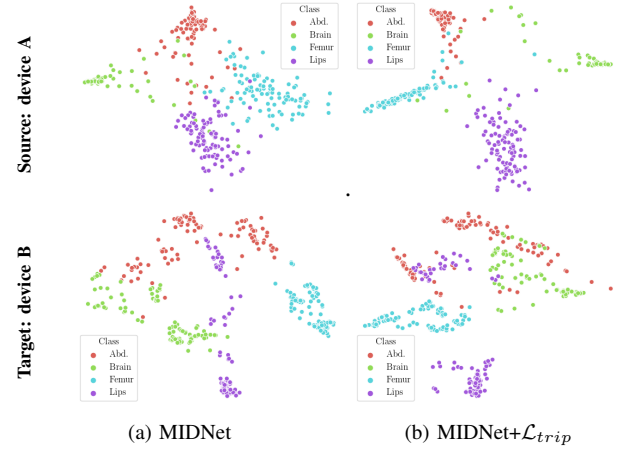 Source: device A
Class
Abd.
Brain
Femur
Lips
Class
Abd.
Brain
Femur
Lips
Target: device B
Class
Abd.
Brain
Femur
Lips
Class
Abd.
Brain
Femur
Lips
(a) MIDNet
(b) MIDNet+ℒtrip